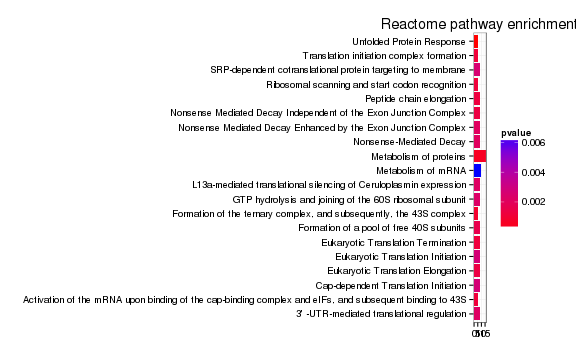 Reactome pathway enrichment
Unfolded Protein Response
Translation initiation complex formation
SRP-dependent cotranslational protein targeting to membrane
Ribosomal scanning and start codon recognition
Peptide chain elongation
Nonsense Mediated Decay Independent of the Exon Junction Complex
Nonsense Mediated Decay Enhanced by the Exon Junction Complex
Nonsense-Mediated Decay
Metabolism of proteins
Metabolism of mRNA
L13a-mediated translational silencing of Ceruloplasmin expression
GTP hydrolysis and joining of the 60S ribosomal subunit
Formation of the ternary complex, and subsequently, the 43S complex
Formation of a pool of free 40S subunits
Eukaryotic Translation Termination
Eukaryotic Translation Initiation
Eukaryotic Translation Elongation
Cap-dependent Translation Initiation
Activation of the mRNA upon binding of the cap-binding complex and eIFs, and subsequent binding to 43S
3' -UTR-mediated translational regulation
pvalue
0.006
0.004
0.002